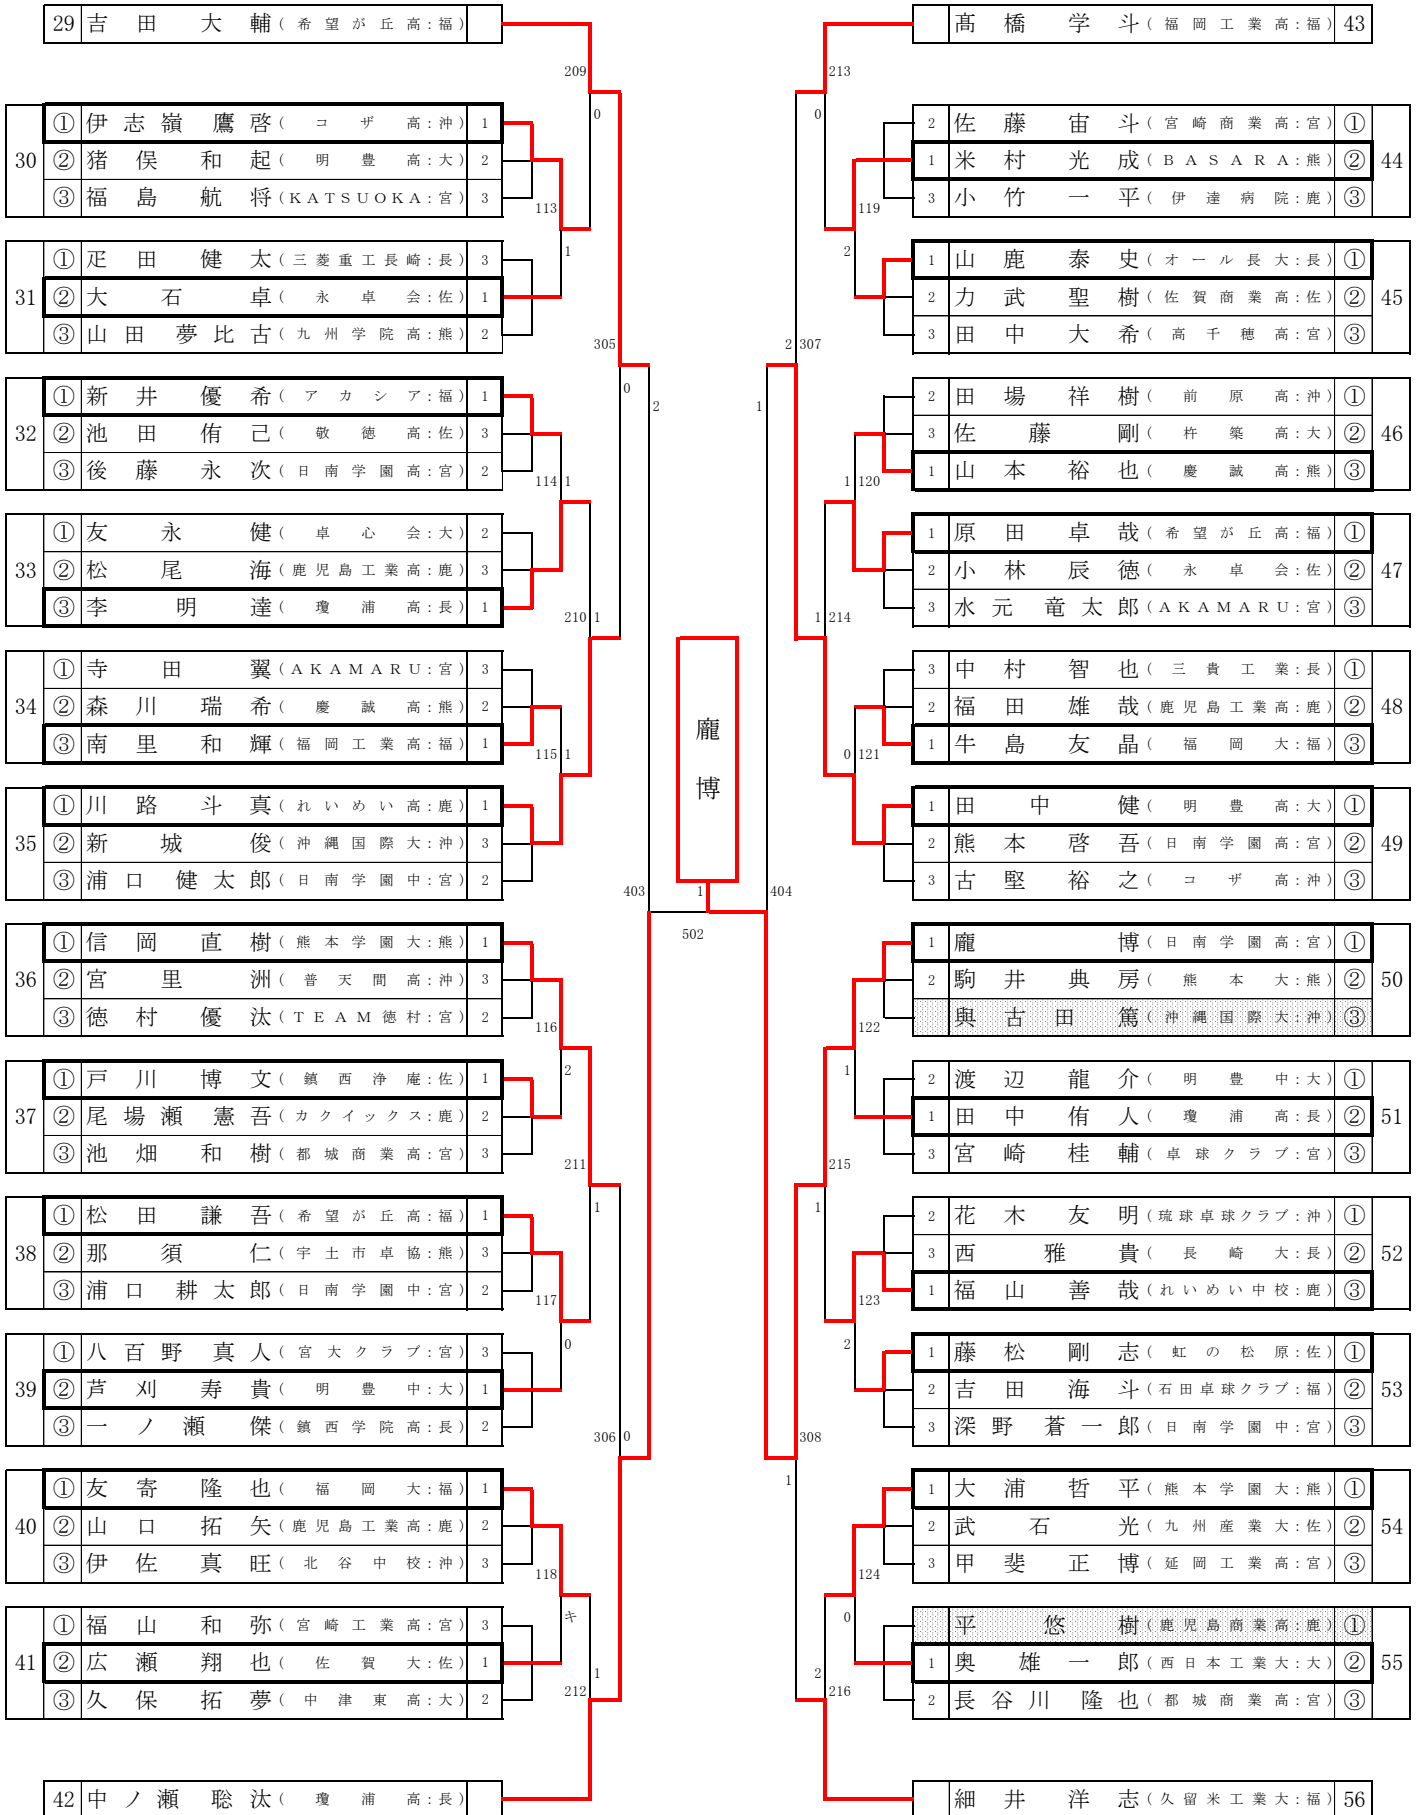 29 吉田大輔（希望が丘高：福）
30
① 伊志嶺鷹啓（コザ高：沖） 1
② 猪俣和起（明豊高：大） 2
③ 福島航将（KATSUOKA：宮） 3
31
① 疋田健太（三菱重工長崎：長） 3
② 大石卓（永卓会：佐） 1
③ 山田夢比古（九州学院高：熊） 2
32
① 新井優希（アカシア：福） 1
② 池田侑己（敬徳高：佐） 3
③ 後藤永次（日南学園高：宮） 2
33
① 友永健（卓心会：大） 2
② 松尾海（鹿児島工業高：鹿） 3
③ 李明達（瓊浦高：長） 1
34
① 寺田翼（AKAMARU：宮） 3
② 森川瑞希（慶誠高：熊） 2
③ 南里和輝（福岡工業高：福） 1
35
① 川路斗真（れいめい高：鹿） 1
② 新城俊（沖縄国際大：沖） 3
③ 浦口健太郎（日南学園中：宮） 2
36
① 信岡直樹（熊本学園大：熊） 1
② 宮里洲（普天間高：沖） 3
③ 徳村優汰（TEAM徳村：宮） 2
37
① 戸川博文（鎮西浄庵：佐） 1
② 尾場瀬憲吾（カクイックス：鹿） 2
③ 池畑和樹（都城商業高：宮） 3
38
① 松田謙吾（希望が丘高：福） 1
② 那須仁（宇土市卓協：熊） 3
③ 浦口耕太郎（日南学園中：宮） 2
39
① 八百野真人（宮大クラブ：宮） 3
② 芦刈寿貴（明豊中：大） 1
③ 一ノ瀬傑（鎮西学院高：長） 2
40
① 友寄隆也（福岡大：福） 1
② 山口拓矢（鹿児島工業高：鹿） 2
③ 伊佐真旺（北谷中校：沖） 3
41
① 福山和弥（宮崎工業高：宮） 3
② 広瀬翔也（佐賀大：佐） 1
③ 久保拓夢（中津東高：大） 2
42 中ノ瀬聡汰（瓊浦高：長）
209
0
113
1
305
0
2
114 1
210 1
115 1
403
116
2
211
1
117
0
306 0
118
キ
212
1
龐博
1
502
213
0
119
2
2 307
1
1 120
1 214
0 121
404
122
1
215
1
123
2
308
1
124
0
2
216
髙橋学斗（福岡工業高：福） 43
44
2 佐藤宙斗（宮崎商業高：宮） ①
1 米村光成（BASARA：熊） ②
3 小竹一平（伊達病院：鹿） ③
45
1 山鹿泰史（オール長大：長） ①
2 力武聖樹（佐賀商業高：佐） ②
3 田中大希（高千穂高：宮） ③
46
2 田場祥樹（前原高：沖） ①
3 佐藤剛（杵築高：大） ②
1 山本裕也（慶誠高：熊） ③
47
1 原田卓哉（希望が丘高：福） ①
2 小林辰徳（永卓会：佐） ②
3 水元竜太郎（AKAMARU：宮） ③
48
3 中村智也（三貴工業：長） ①
2 福田雄哉（鹿児島工業高：鹿） ②
1 牛島友晶（福岡大：福） ③
49
1 田中健（明豊高：大） ①
2 熊本啓吾（日南学園高：宮） ②
3 古堅裕之（コザ高：沖） ③
50
1 龐博（日南学園高：宮） ①
2 駒井典房（熊本大：熊） ②
與古田篤（沖縄国際大：沖） ③
51
2 渡辺龍介（明豊中：大） ①
1 田中侑人（瓊浦高：長） ②
3 宮崎桂輔（卓球クラブ：宮） ③
52
2 花木友明（琉球卓球クラブ：沖） ①
3 西雅貴（長崎大：長） ②
1 福山善哉（れいめい中校：鹿） ③
53
1 藤松剛志（虹の松原：佐） ①
2 吉田海斗（石田卓球クラブ：福） ②
3 深野蒼一郎（日南学園中：宮） ③
54
1 大浦哲平（熊本学園大：熊） ①
2 武石光（九州産業大：佐） ②
3 甲斐正博（延岡工業高：宮） ③
55
平悠樹（鹿児島商業高：鹿） ①
1 奥雄一郎（西日本工業大：大） ②
2 長谷川隆也（都城商業高：宮） ③
細井洋志（久留米工業大：福） 56